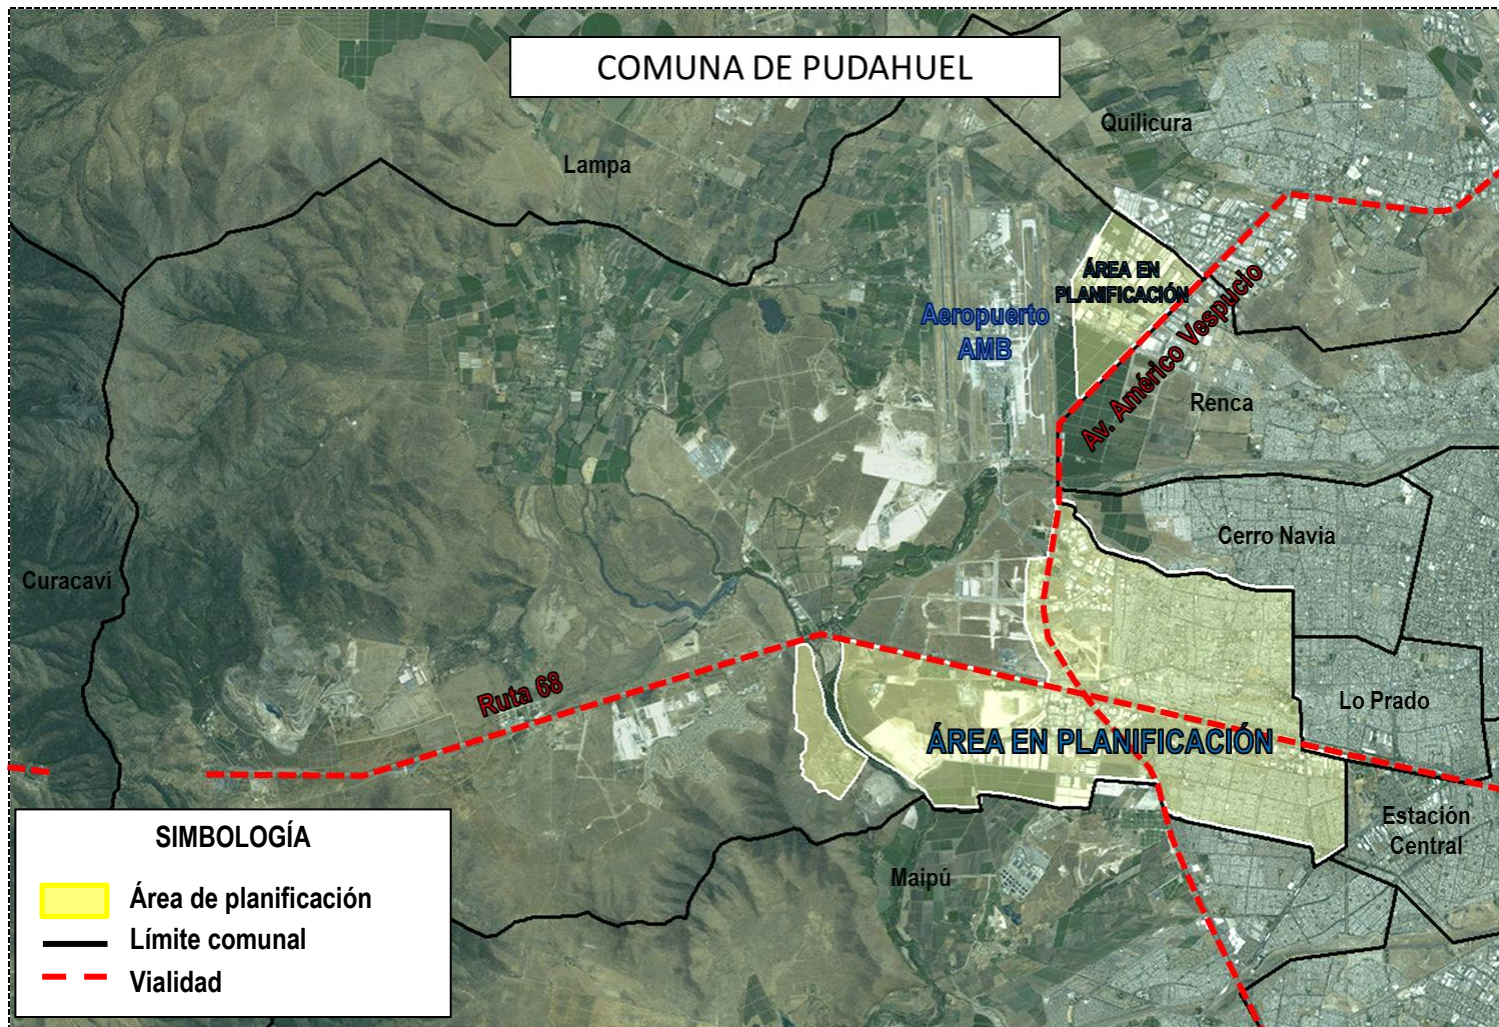 COMUNA DE PUDAHUEL
Quilicura
Lampa
ÁREA EN
PLANIFICACIÓN
Aeropuerto
AMB
Av. Américo Vespucio
Renca
Cerro Navia
Curacaví
Ruta 68
Lo Prado
ÁREA EN PLANIFICACIÓN
Estación
Central
Maipú
SIMBOLOGÍA
Área de planificación
Límite comunal
Vialidad